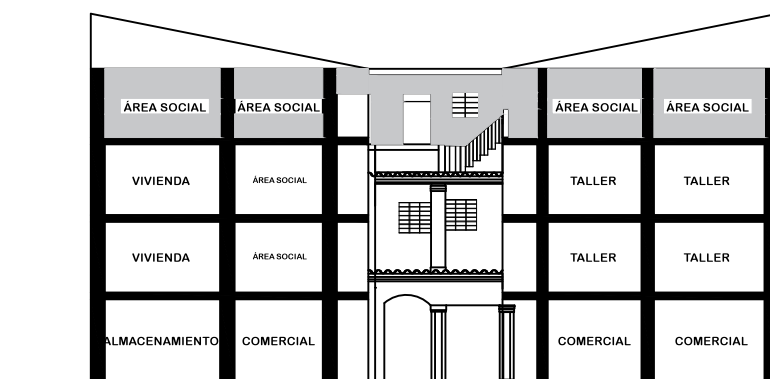 ÁREA SOCIAL
ÁREA SOCIAL
ÁREA SOCIAL
ÁREA SOCIAL
VIVIENDA
ÁREA SOCIAL
TALLER
TALLER
VIVIENDA
ÁREA SOCIAL
TALLER
TALLER
ALMACENAMIENTO
COMERCIAL
COMERCIAL
COMERCIAL